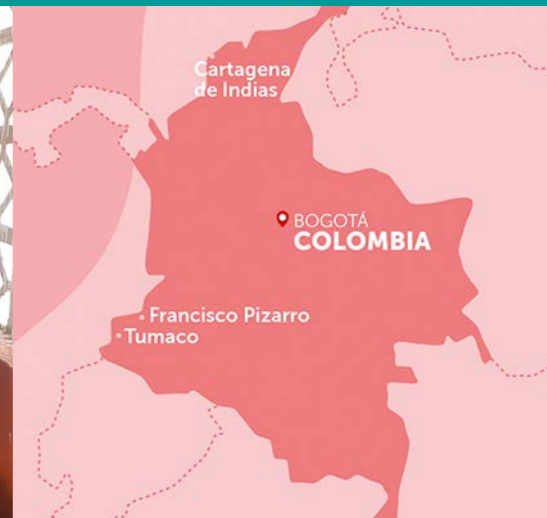 Cartagena
de Indias
BOGOTÁ
COLOMBIA
Francisco Pizarro
Tumaco